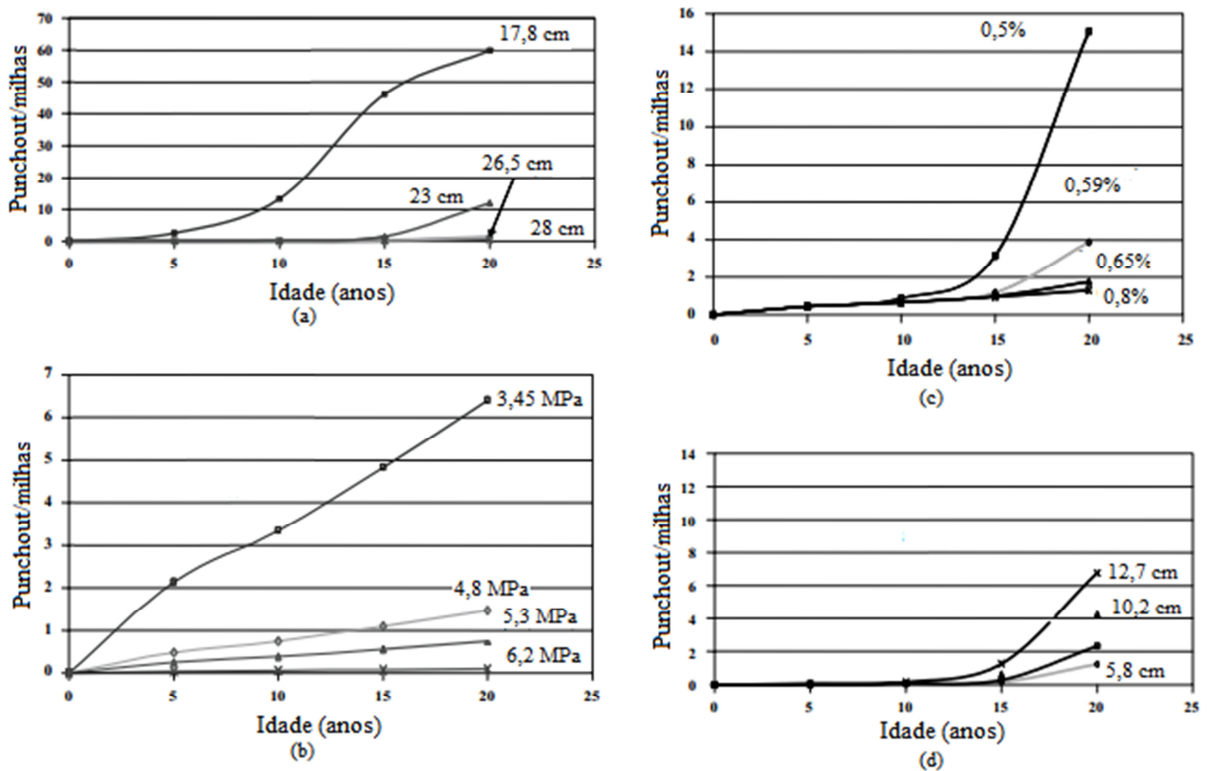 70
60
50
40
30
20
10
0
0
5
10
15
20
25
17,8 cm
26,5 cm
23 cm
28 cm
Punchout/milhas
Idade (anos)
(a)
16
14
12
10
8
6
4
2
0
0
5
10
15
20
25
0,5%
0,59%
0,65%
0,8%
Punchout/milhas
Idade (anos)
(c)
7
6
5
4
3
2
1
0
0
5
10
15
20
25
3,45 MPa
4,8 MPa
5,3 MPa
6,2 MPa
Punchout/milhas
Idade (anos)
(b)
14
12
10
8
6
4
2
0
0
5
10
15
20
25
12,7 cm
10,2 cm
5,8 cm
Punchout/milhas
Idade (anos)
(d)